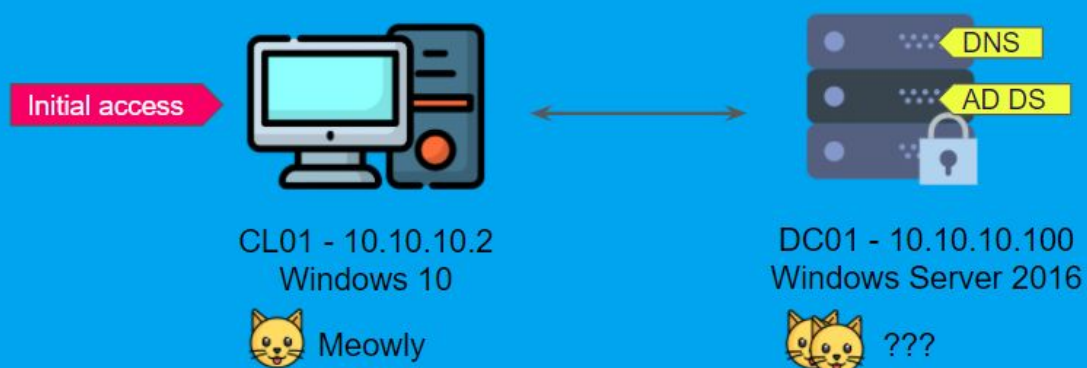 Initial access
DNS
AD DS
CL01 - 10.10.10.2
Windows 10
Meowly
DC01 - 10.10.10.100
Windows Server 2016
???